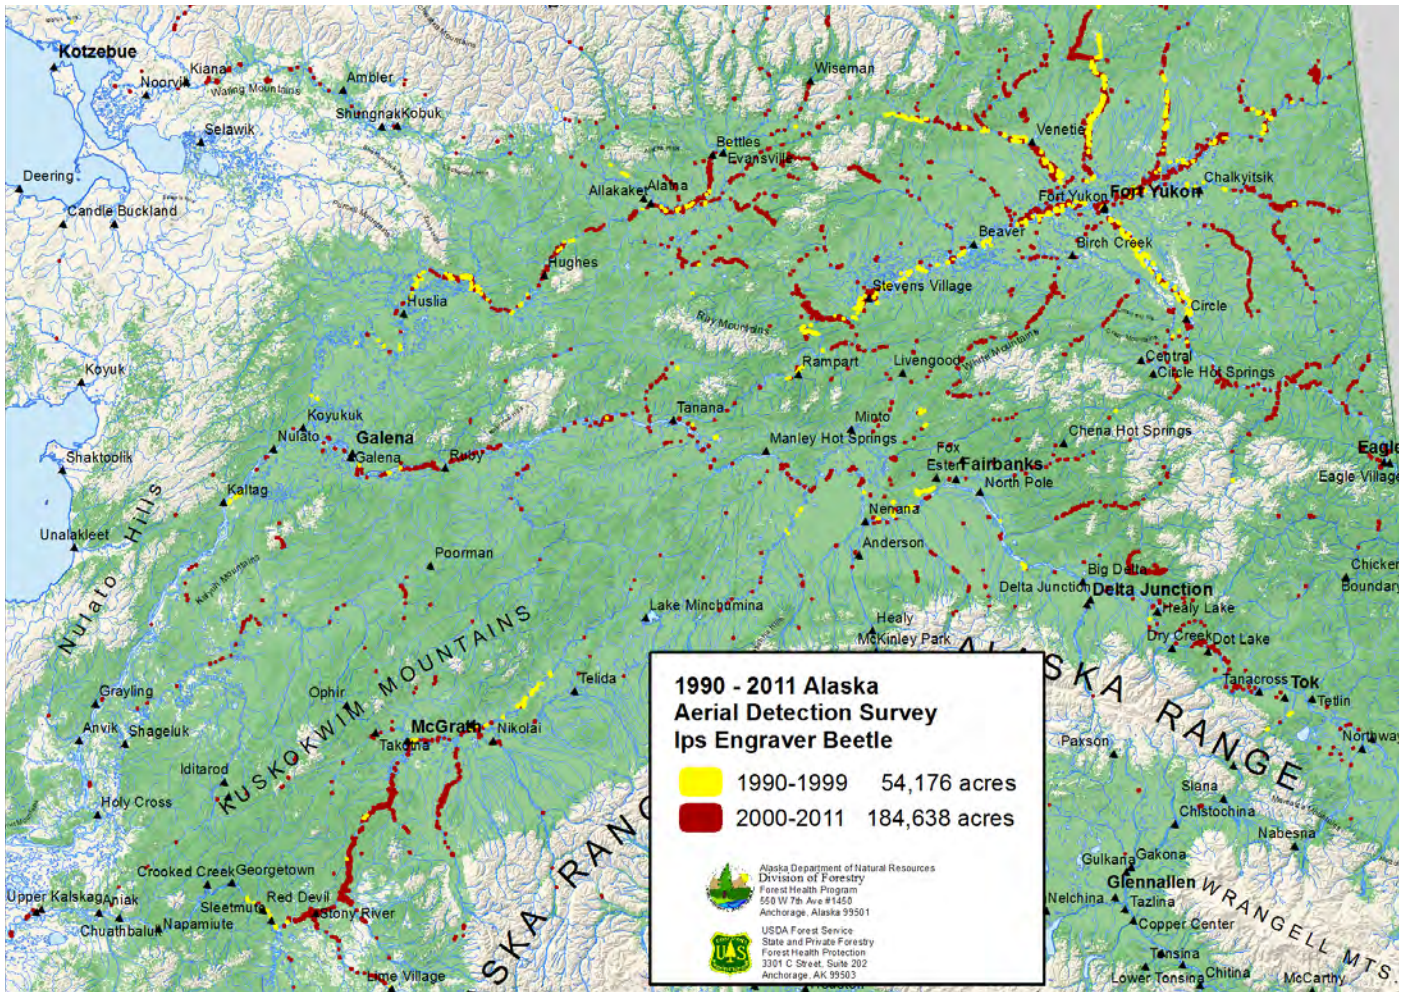 Kotzebue
Kiana
Noorvik
Waring Mountains
Ambler
Wiseman
Shungnak
Kobuk
Selawik
Venetie
Bettles
Evansville
Deering
Allakaket
Alatna
Chalkyitsik
Fort Yukon
Fort Yukon
Candle
Buckland
Beaver
Birch Creek
Hughes
Stevens Village
Huslia
Circle
Ray Mountains
White Mountains
Central
Koyuk
Rampart
Livengood
Circle Hot Springs
Koyukuk
Tanana
Minto
Nulato
Galena
Galena
Manley Hot Springs
Chena Hot Springs
Shaktoolik
Ruby
Fox
Ester
Fairbanks
Eagle
Eagle Village
North Pole
Kaltag
Nenana
Unalakleet
Nulato Hills
Poorman
Anderson
Kaiyuh Mountains
Big Delta
Delta Junction
Delta Junction
Chicken
Boundary
Lake Minchumina
Healy Lake
Healy
McKinley Park
Dry Creek
Dot Lake
KUSKOKWIM MOUNTAINS
ALASKA RANGE
Grayling
Ophir
Telida
Tanacross
Tok
Tetlin
Anvik
Shageluk
McGrath
Takotna
Nikolai
Paxson
Northway
Iditarod
Slana
Holy Cross
Chistochina
Nabesna
Crooked Creek
Georgetown
Gulkana
Gakona
Upper Kalskag
Aniak
Sleetmute
Red Devil
Stony River
Nelchina
Glennallen
Tazlina
WRANGELL MTS
Chuathbaluk
Napamiute
Copper Center
SKA RANG
Lime Village
Tonsina
Lower Tonsina
Chitina
McCarthy
1990 - 2011 Alaska
Aerial Detection Survey
Ips Engraver Beetle
1990-1999 54,176 acres
2000-2011 184,638 acres
Alaska Department of Natural Resources
Division of Forestry
Forest Health Program
550 W 7th Ave #1450
Anchorage, Alaska 99501
USDA Forest Service
State and Private Forestry
Forest Health Protection
3301 C Street, Suite 202
Anchorage, AK 99503